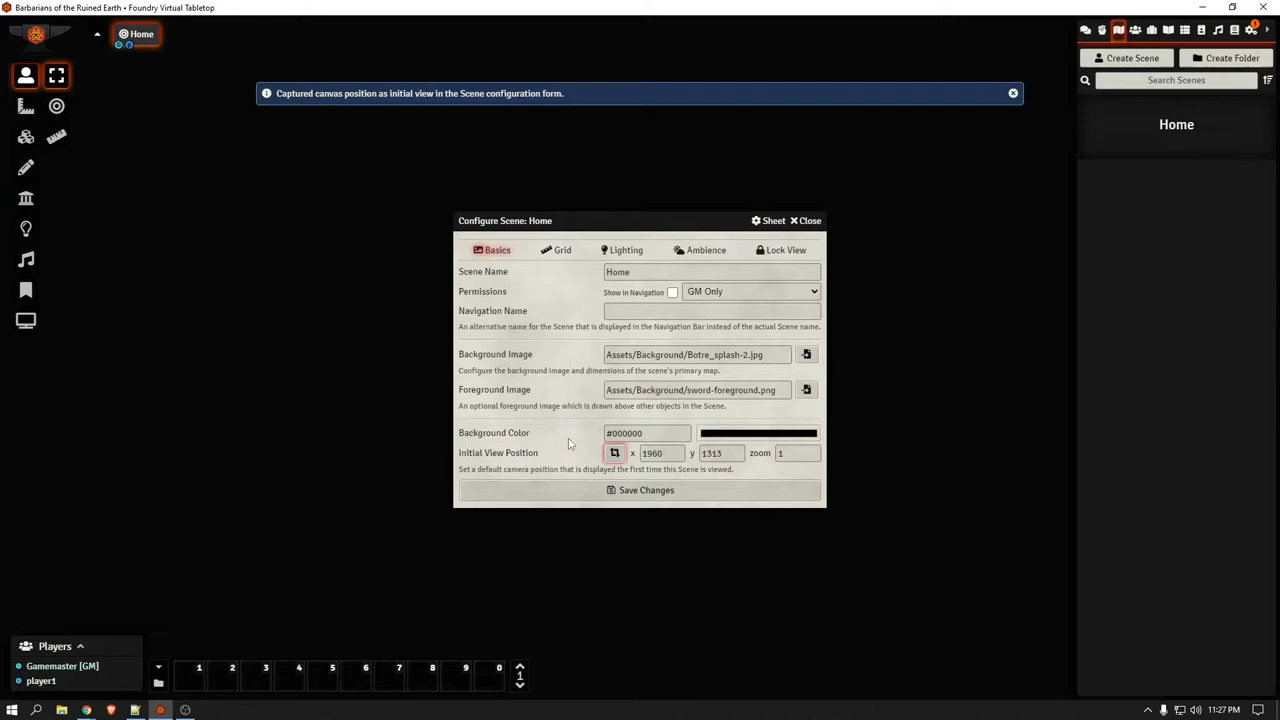 Barbarians of the Ruined Earth • Foundry Virtual Tabletop
Home
Captured canvas position as initial view in the Scene configuration form.
Create Scene
Create Folder
Search Scenes
Home
Configure Scene: Home
Sheet
Close
Basics
Grid
Lighting
Ambience
Lock View
Scene Name
Home
Permissions
Show in Navigation
GM Only
Navigation Name
An alternative name for the Scene that is displayed in the Navigation Bar instead of the actual Scene name.
Background Image
Assets/Background/Botre_splash-2.jpg
Configure the background image and dimensions of the scene's primary map.
Foreground Image
Assets/Background/sword-foreground.png
An optional foreground image which is drawn above other objects in the Scene.
Background Color
#000000
Initial View Position
x 1960 y 1313 zoom 1
Set a default camera position that is displayed the first time this Scene is viewed.
Save Changes
Players
Gamemaster [GM]
player1
1 2 3 4 5 6 7 8 9 0
1
11:27 PM